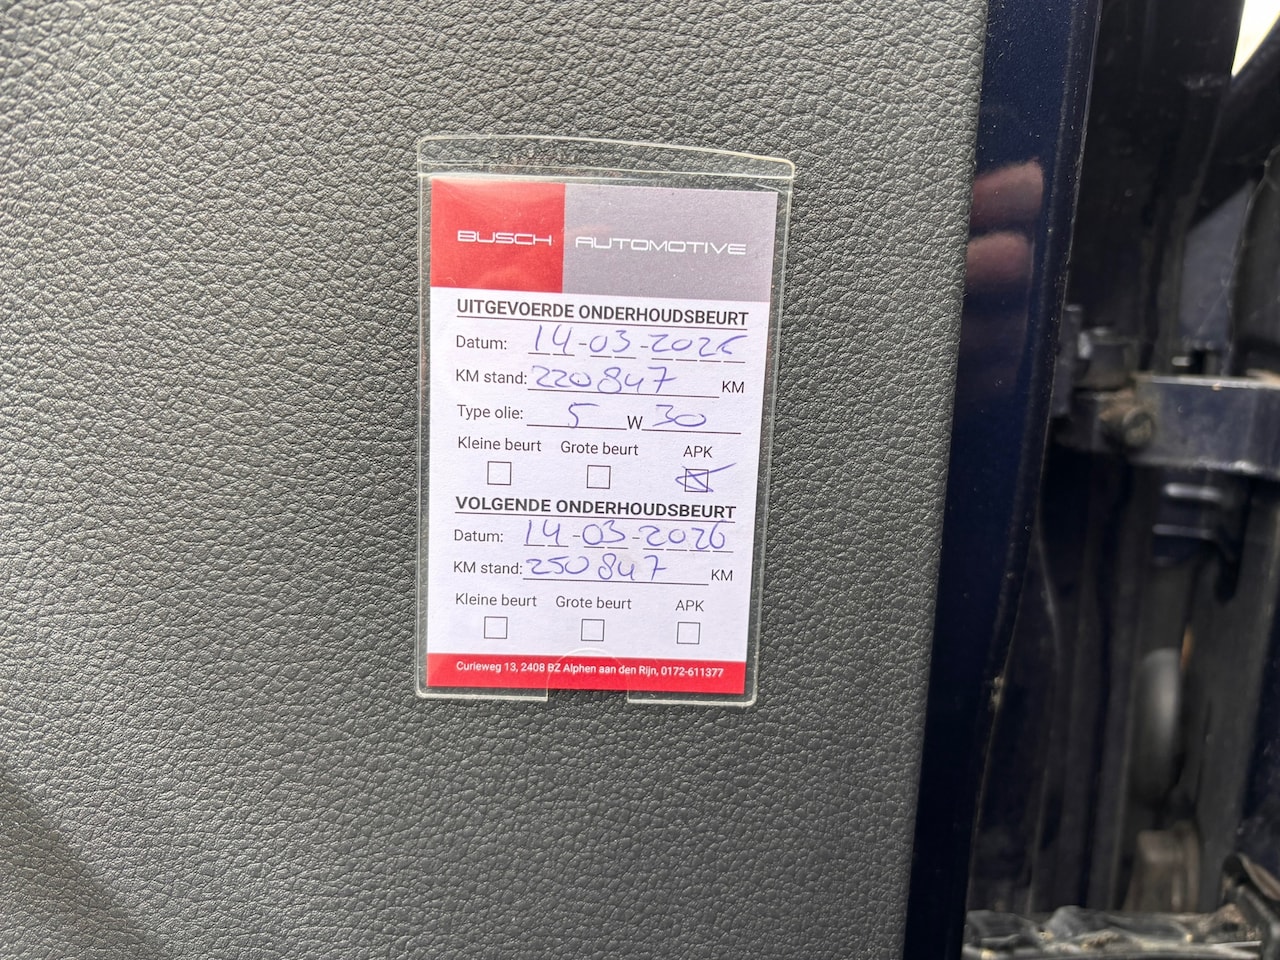 BUSCH AUTOMOTIVE
UITGEVOERDE ONDERHOUDSBEURT
Datum: 14-03-2025
KM stand: 220847 KM
Type olie: 5 W 30
Kleine beurt Grote beurt APK
VOLGENDE ONDERHOUDSBEURT
Datum: 14-03-2026
KM stand: 250847 KM
Kleine beurt Grote beurt APK
Curieweg 13, 2408 BZ Alphen aan den Rijn, 0172-611377